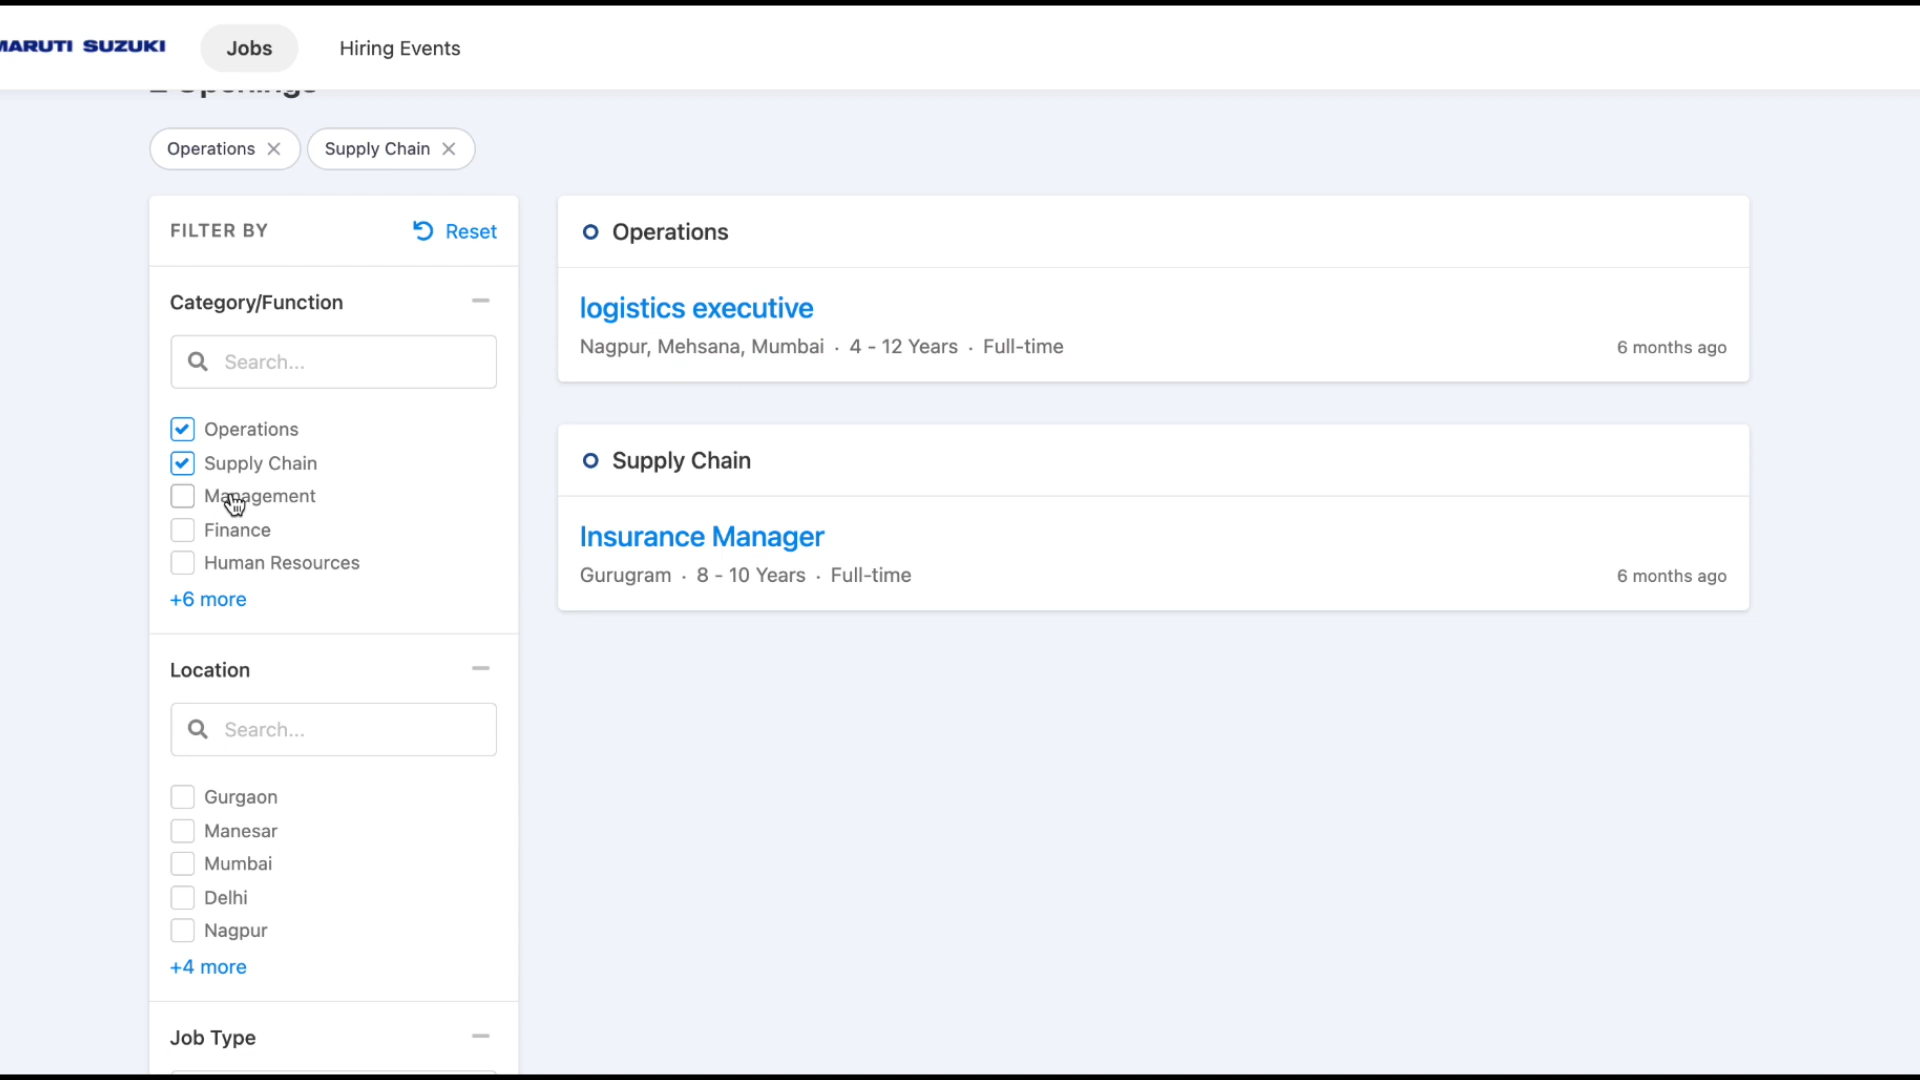 MARUTI SUZUKI
Jobs
Hiring Events
Openings
Operations
Supply Chain
FILTER BY
Reset
Category/Function
Search...
Operations
Supply Chain
Management
Finance
Human Resources
+6 more
Location
Search...
Gurgaon
Manesar
Mumbai
Delhi
Nagpur
+4 more
Job Type
Operations
logistics executive
Nagpur, Mehsana, Mumbai · 4 - 12 Years · Full-time
6 months ago
Supply Chain
Insurance Manager
Gurugram · 8 - 10 Years · Full-time
6 months ago